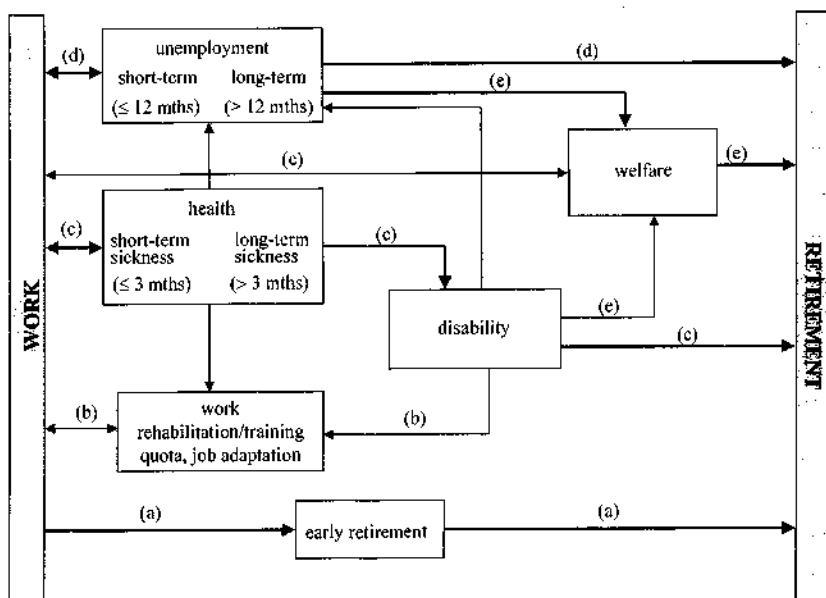 unemployment
(d)
(d)
short-term long-term
(e)
(≤ 12 mths) (> 12 mths)
(c)
welfare
(e)
health
(c)
short-term long-term
sickness sickness
(c)
(≤ 3 mths) (> 3 mths)
disability
(e)
(c)
WORK
RETIREMENT
work
(b)
rehabilitation/training
(b)
quota, job adaptation
(a)
early retirement
(a)